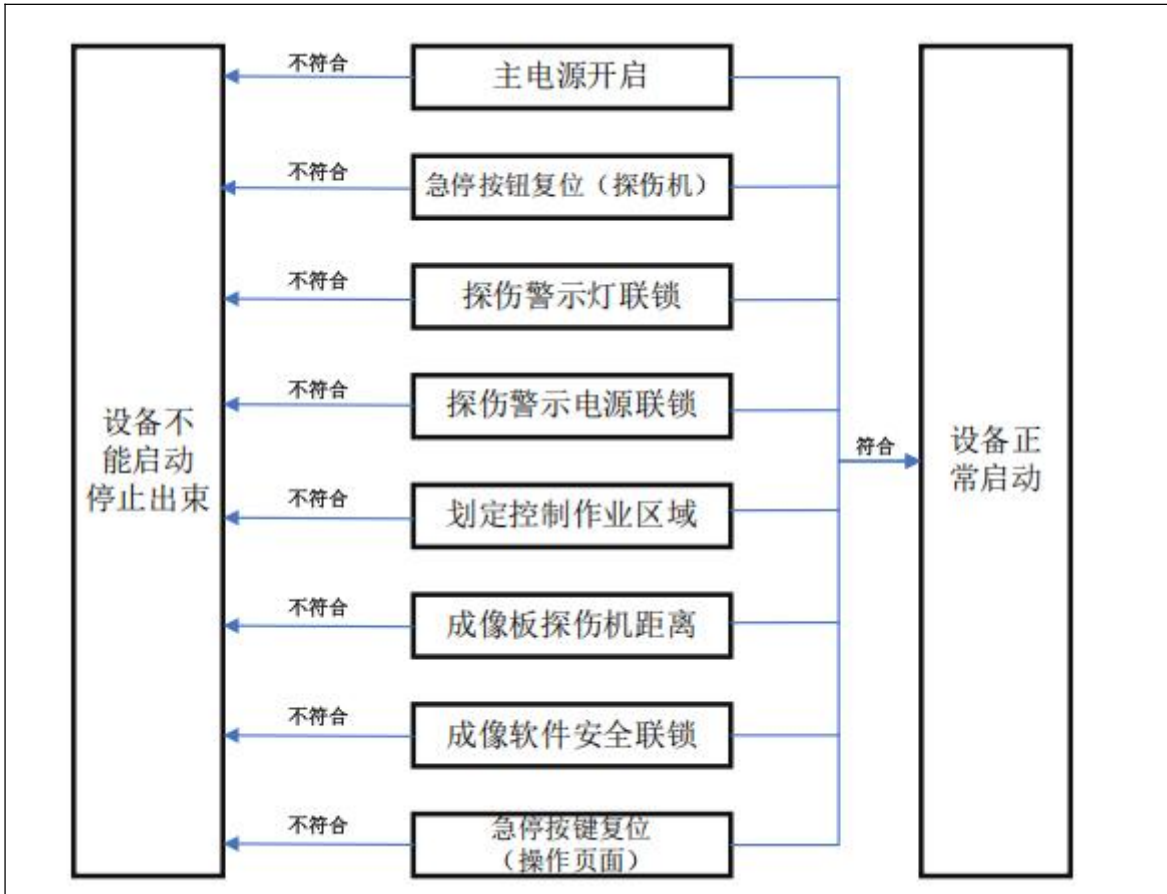 不符合
主电源开启
不符合
急停按钮复位（探伤机）
不符合
探伤警示灯联锁
不符合
探伤警示电源联锁
设备不
能启动
停止出束
符合
设备正
常启动
不符合
划定控制作业区域
不符合
成像板探伤机距离
不符合
成像软件安全联锁
不符合
急停按键复位
（操作页面）